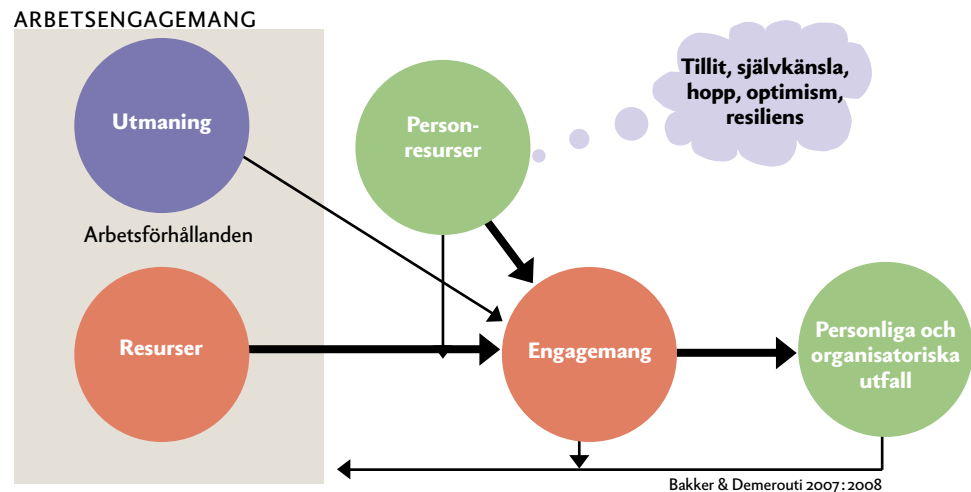 ARBETSENGAGEMANG
Utmaning
Person-
resurser
Tillit, självkänsla,
hopp, optimism,
resiliens
Arbetsförhållanden
Resurser
Engagemang
Personliga och
organisatoriska
utfall
Bakker & Demerouti 2007:2008